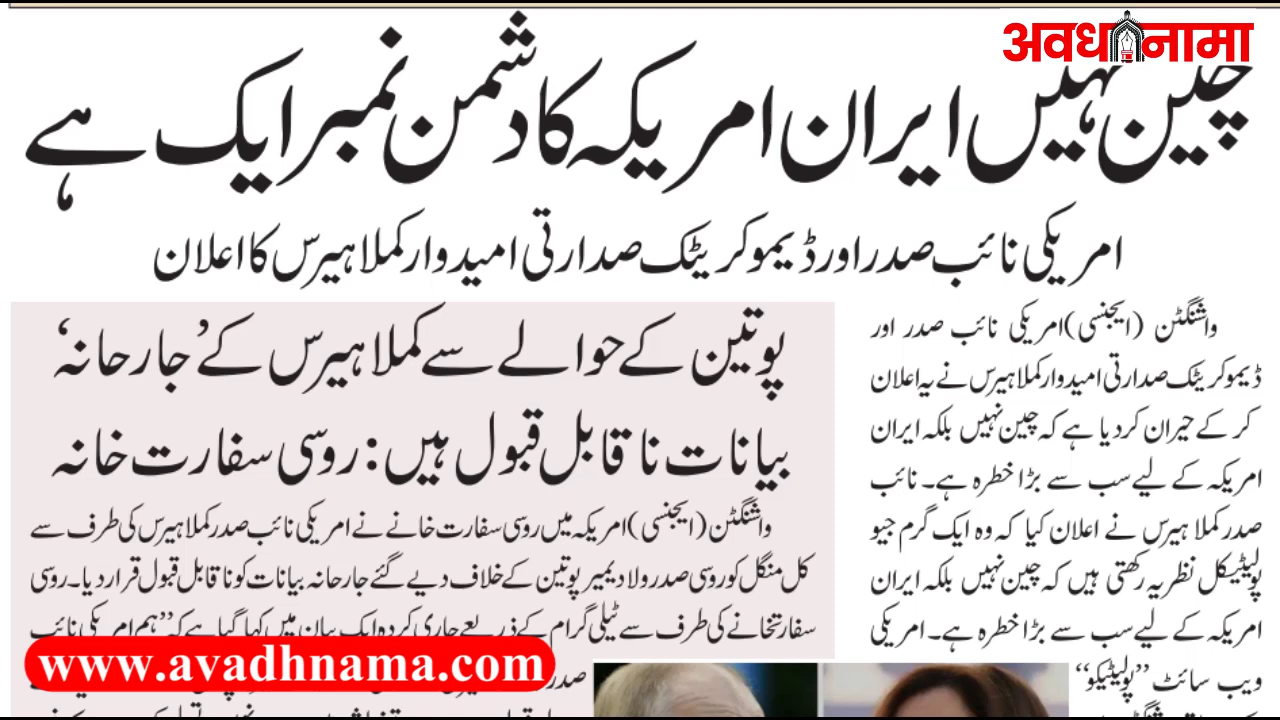 अवधनामा
چین نہیں ایران امریکہ کا دشمن نمبر ایک ہے
امریکی نائب صدر اور ڈیموکریٹک صدارتی امیدوار کملا ہیرس کا اعلان
واشنگٹن (ایجنسی) امریکی نائب صدر اور
ڈیموکریٹک صدارتی امیدوار کملا ہیرس نے یہ اعلان
کر کے حیران کر دیا ہے کہ چین نہیں بلکہ ایران
امریکہ کے لیے سب سے بڑا خطرہ ہے۔ نائب
صدر کملا ہیرس نے اعلان کیا کہ وہ ایک گرم جیو
پولیٹیکل نظریہ رکھتی ہیں کہ چین نہیں بلکہ ایران
امریکہ کے لیے سب سے بڑا خطرہ ہے۔ امریکی
ویب سائٹ ”پولیٹیکو“
پوتین کے حوالے سے کملا ہیرس کے ’جارحانہ‘
بیانات ناقابل قبول ہیں: روسی سفارت خانہ
واشنگٹن (ایجنسی) امریکہ میں روسی سفارت خانے نے امریکی نائب صدر کملا ہیرس کی طرف سے
کل منگل کو روسی صدر ولادیمیر پوتین کے خلاف دیے گئے جارحانہ بیانات کو ناقابل قبول قرار دیا۔ روسی
سفارتخانے کی طرف سے ٹیلی گرام کے ذریعے جاری کردہ ایک بیان میں کہا گیا ہے کہ ”ہم امریکی نائب
صدر
www.avadhnama.com